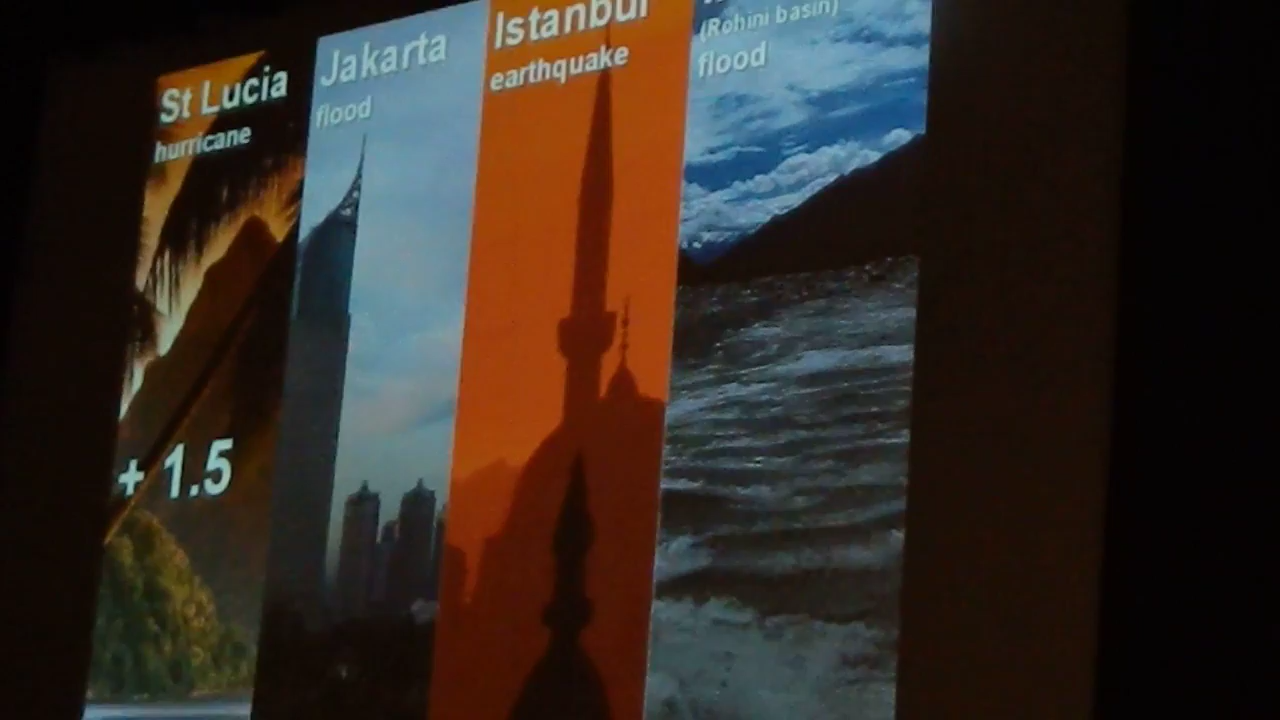 St Lucia
hurricane
+ 1.5
Jakarta
flood
Istanbul
earthquake
(Rohini basin)
flood